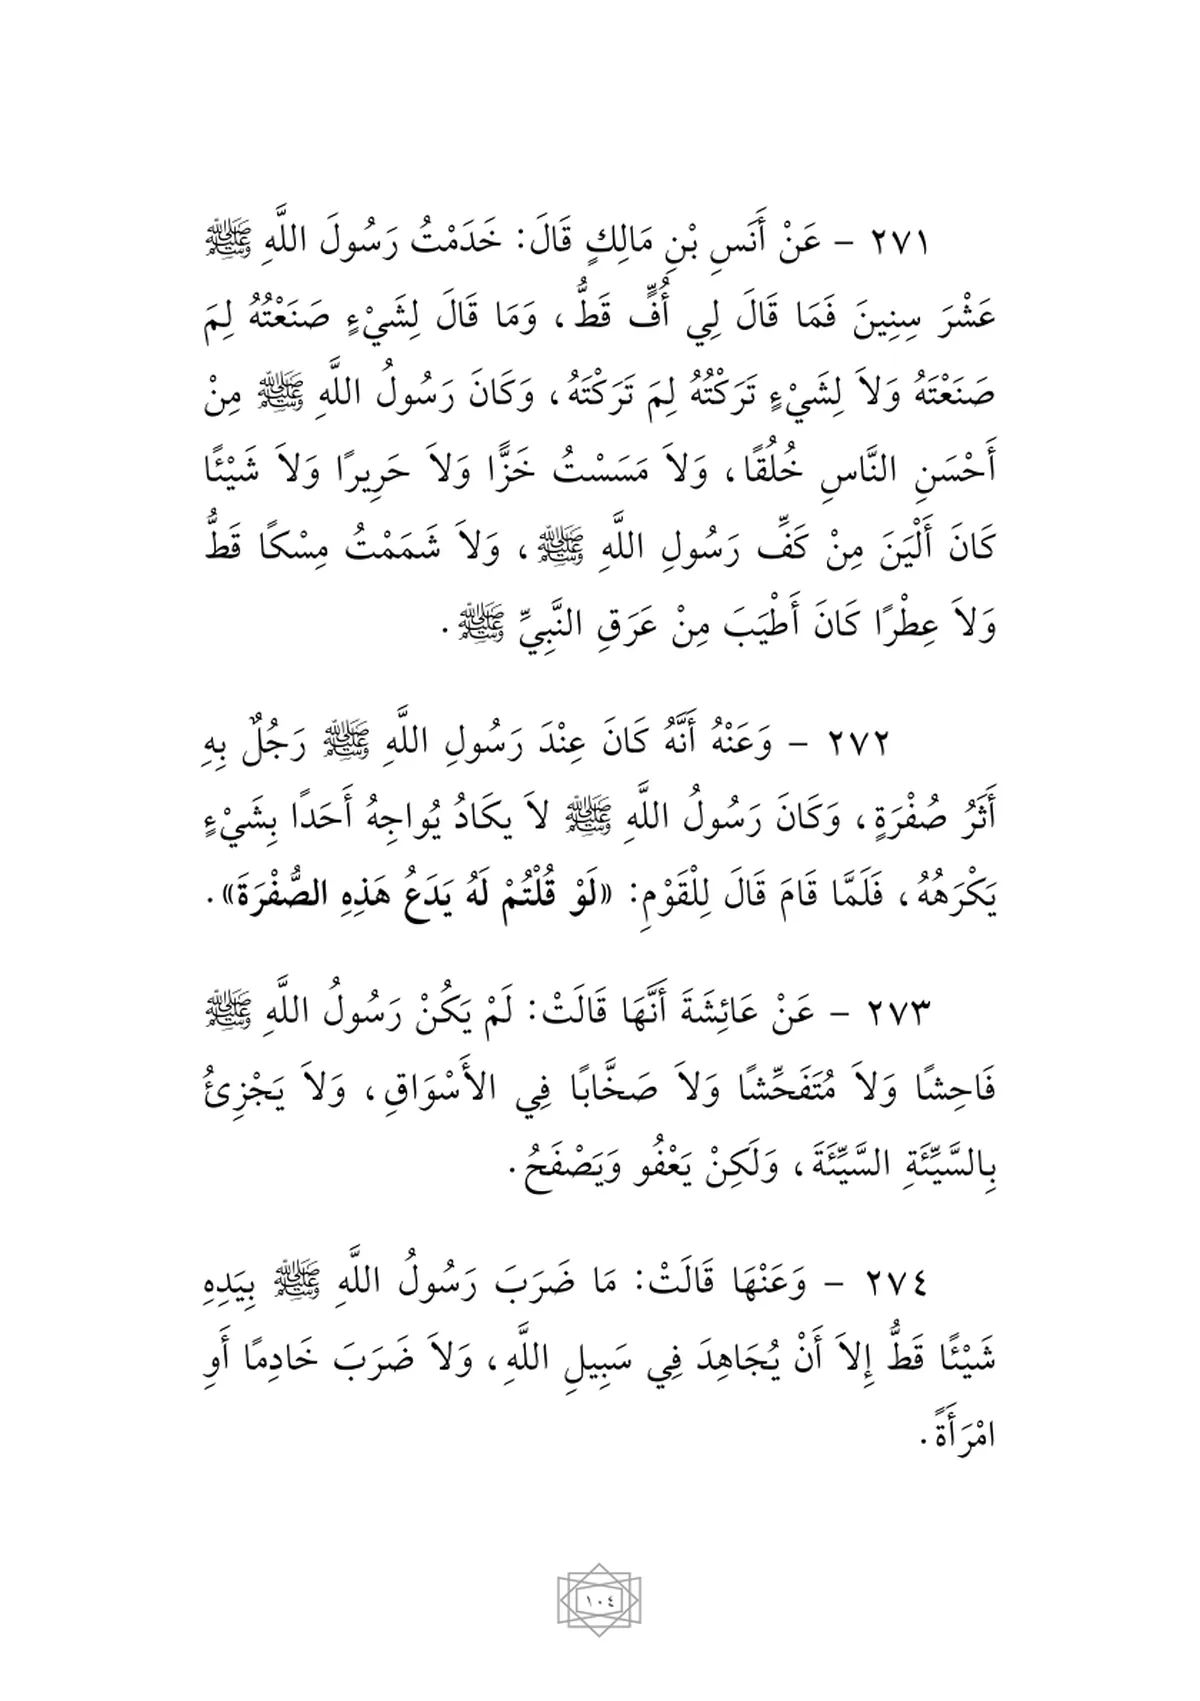 ٢٧١ - عَنْ أَنَسِ بْنِ مَالِكٍ قَالَ: خَدَمْتُ رَسُولَ اللَّهِ ﷺ
عَشْرَ سِنِينَ فَمَا قَالَ لِي أُفٍّ قَطُّ، وَمَا قَالَ لِشَيْءٍ صَنَعْتُهُ لِمَ
صَنَعْتَهُ وَلاَ لِشَيْءٍ تَرَكْتُهُ لِمَ تَرَكْتَهُ، وَكَانَ رَسُولُ اللَّهِ ﷺ مِنْ
أَحْسَنِ النَّاسِ خُلُقًا، وَلاَ مَسَسْتُ خَزًّا وَلاَ حَرِيرًا وَلاَ شَيْئًا
كَانَ أَلْيَنَ مِنْ كَفِّ رَسُولِ اللَّهِ ﷺ، وَلاَ شَمَمْتُ مِسْكًا قَطُّ
وَلاَ عِطْرًا كَانَ أَطْيَبَ مِنْ عَرَقِ النَّبِيِّ ﷺ.
٢٧٢ - وَعَنْهُ أَنَّهُ كَانَ عِنْدَ رَسُولِ اللَّهِ ﷺ رَجُلٌ بِهِ
أَثَرُ صُفْرَةٍ، وَكَانَ رَسُولُ اللَّهِ ﷺ لاَ يكَادُ يُواجِهُ أَحَدًا بِشَيْءٍ
يَكْرَهُهُ، فَلَمَّا قَامَ قَالَ لِلْقَوْمِ: «لَوْ قُلْتُمْ لَهُ يَدَعُ هَذِهِ الصُّفْرَةَ».
٢٧٣ - عَنْ عَائِشَةَ أَنَّهَا قَالَتْ: لَمْ يَكُنْ رَسُولُ اللَّهِ ﷺ
فَاحِشًا وَلاَ مُتَفَحِّشًا وَلاَ صَخَّابًا فِي الأَسْوَاقِ، وَلاَ يَجْزِئُ
بِالسَّيِّئَةِ السَّيِّئَةَ، وَلَكِنْ يَعْفُو وَيَصْفَحُ.
٢٧٤ - وَعَنْهَا قَالَتْ: مَا ضَرَبَ رَسُولُ اللَّهِ ﷺ بِيَدِهِ
شَيْئًا قَطُّ إِلاَ أَنْ يُجَاهِدَ فِي سَبِيلِ اللَّهِ، وَلاَ ضَرَبَ خَادِمًا أَوِ
امْرَأَةً.
١٠٤